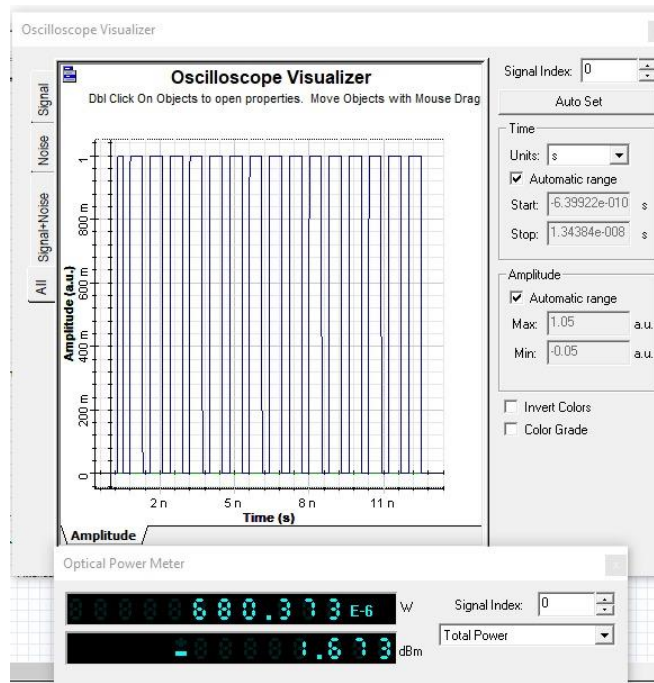 Oscilloscope Visualizer
Oscilloscope Visualizer
Dbl Click On Objects to open properties. Move Objects with Mouse Drag
Signal
Noise
Signal+Noise
All
Amplitude (a.u.)
1
800 m
600 m
400 m
200 m
0
2 n 5 n 8 n 11 n
Time (s)
Amplitude
Signal Index: 0
Auto Set
Time
Units: s
Automatic range
Start: -6.39922e-010 s
Stop: 1.34384e-008 s
Amplitude
Automatic range
Max: 1.05 a.u.
Min: -0.05 a.u.
Invert Colors
Color Grade
Optical Power Meter
680.373 E-6 W
-1.673 dBm
Signal Index: 0
Total Power